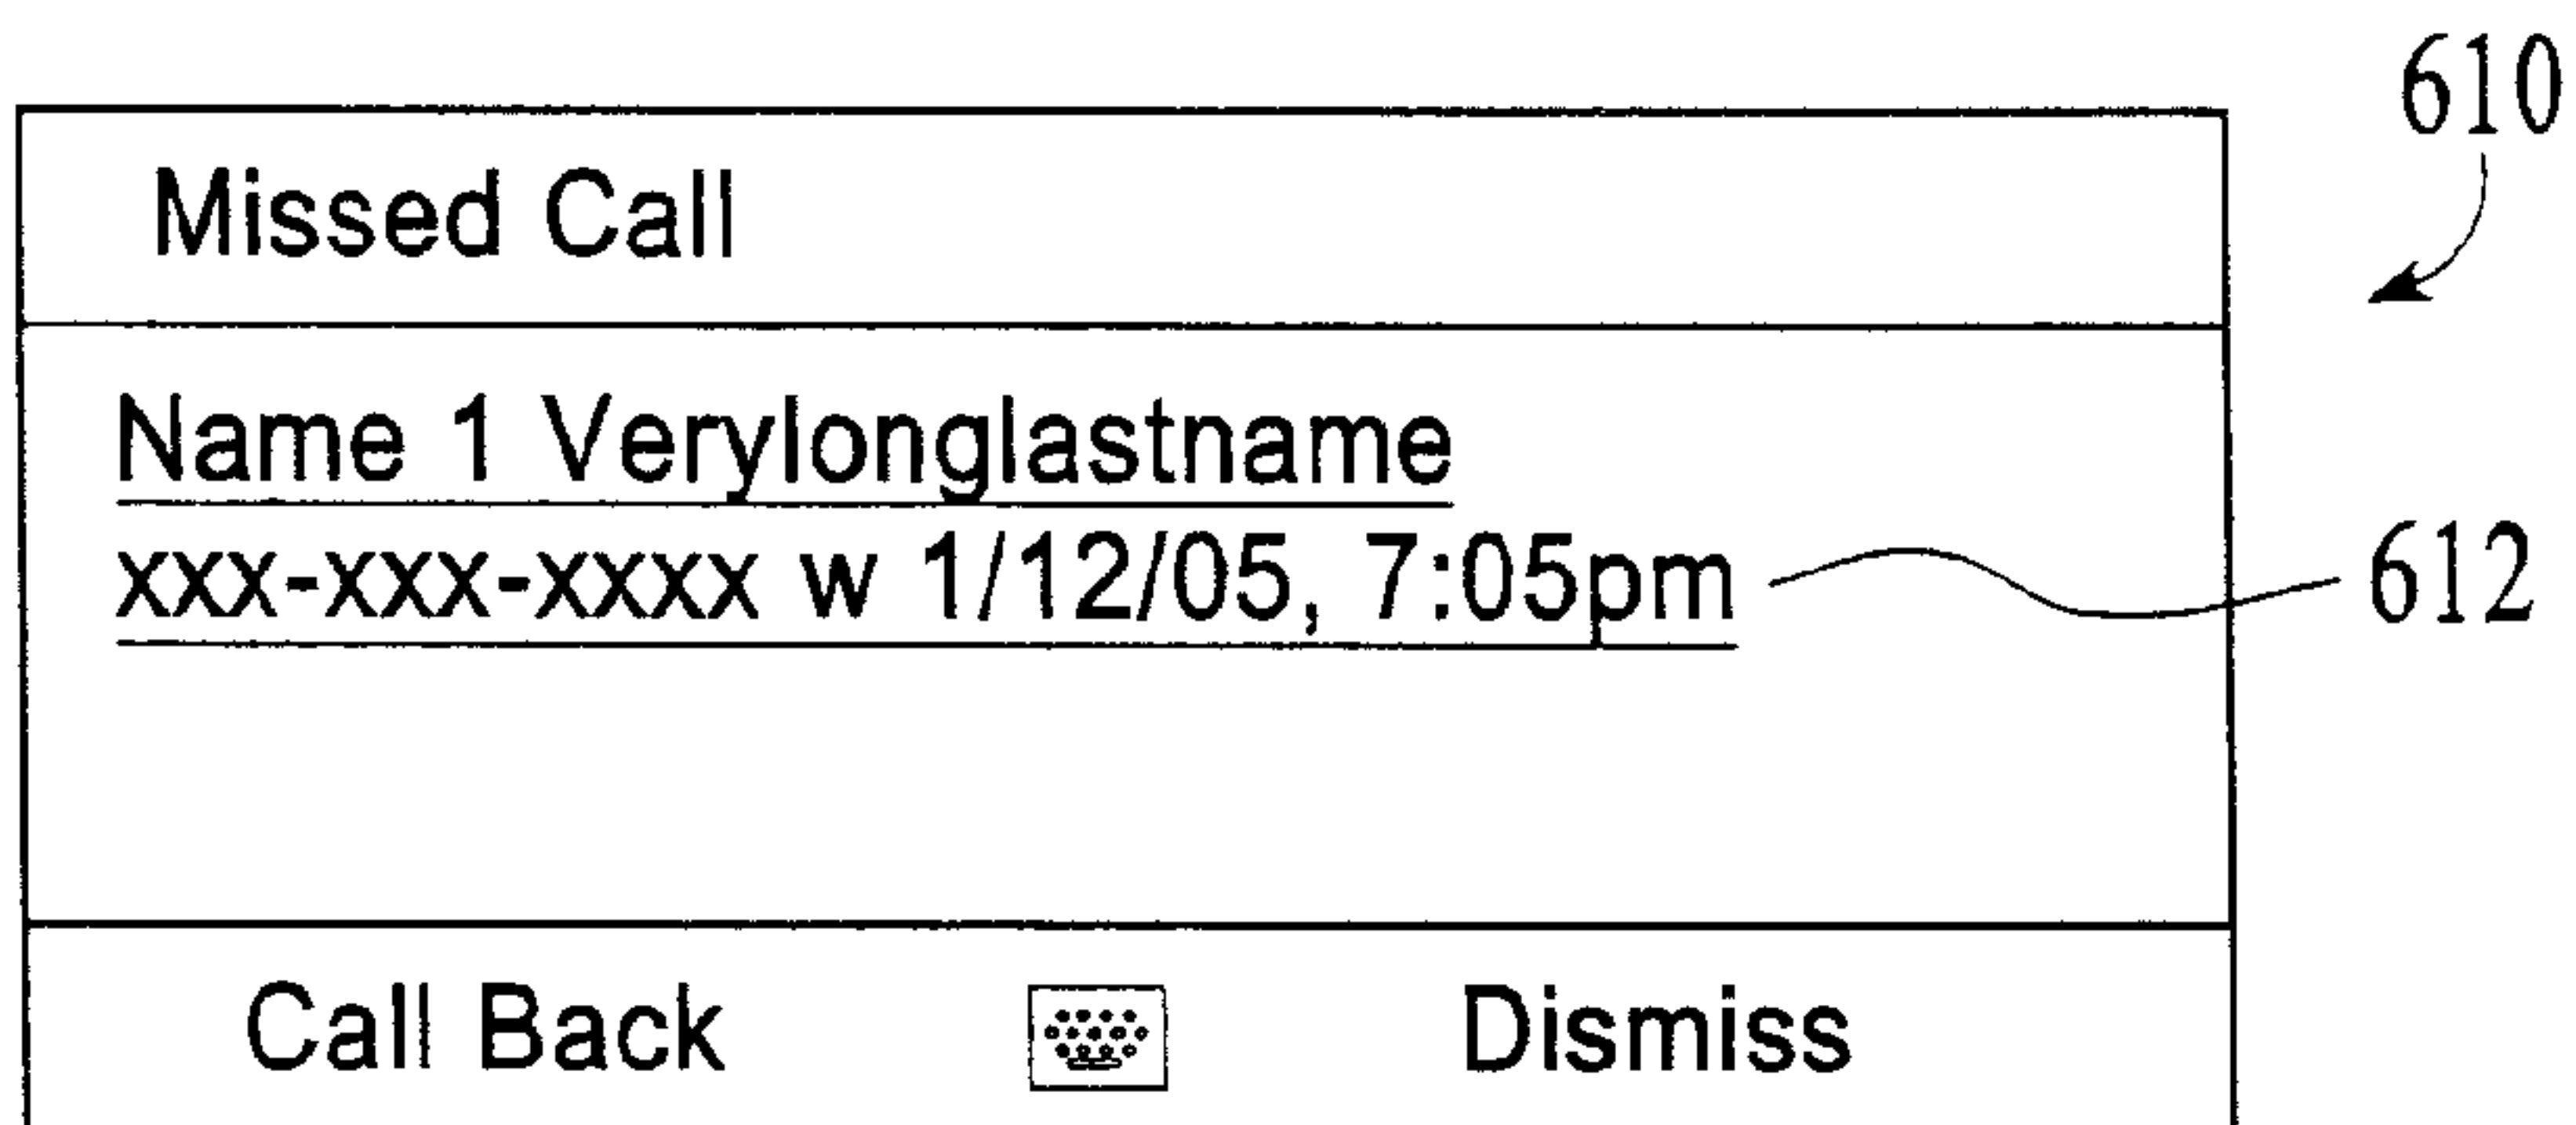 610
Missed Call
Name 1 Verylonglastname
xxx-xxx-xxxx w 1/12/05, 7:05pm
612
Call Back Dismiss